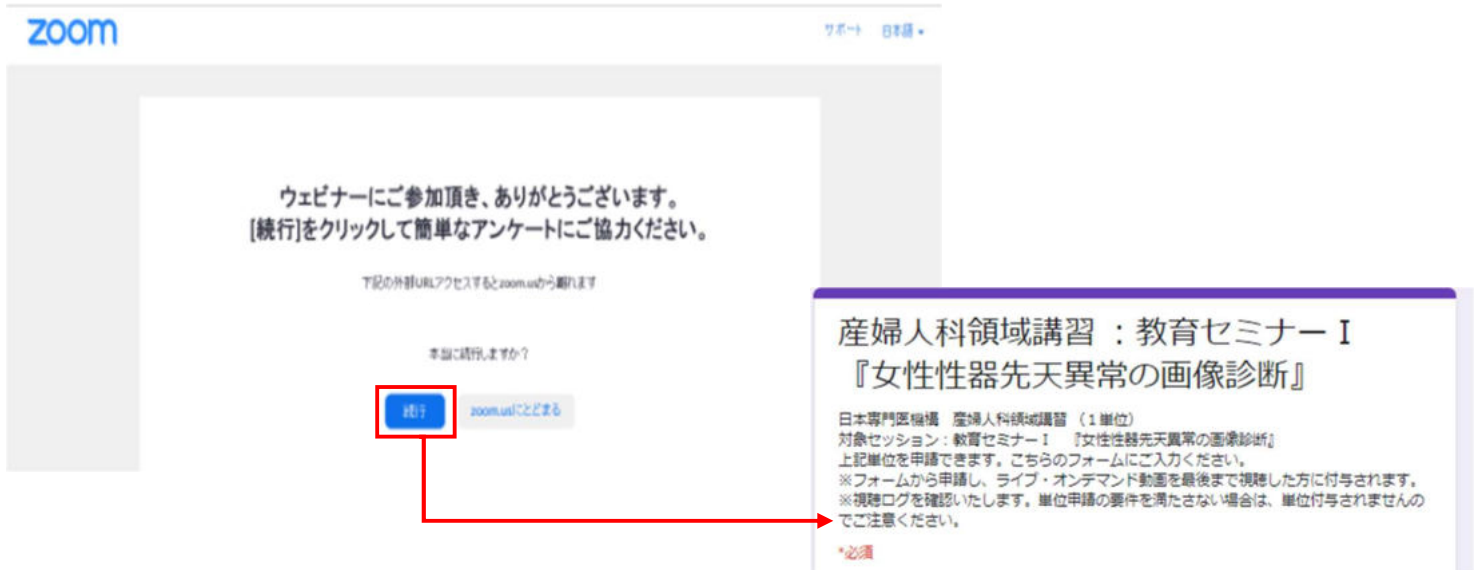 zoom
サポート 日本語
ウェビナーにご参加頂き、ありがとうございます。
[続行]をクリックして簡単なアンケートにご協力ください。
下記の外部URLアクセスするとzoom.usから離れます
本当に続行しますか？
続行 zoom.usにとどまる
産婦人科領域講習 ：教育セミナー I
『女性性器先天異常の画像診断』
日本専門医機構 産婦人科領域講習 （１単位）
対象セッション：教育セミナー I 『女性性器先天異常の画像診断』
上記単位を申請できます。こちらのフォームにご入力ください。
※フォームから申請し、ライブ・オンデマンド動画を最後まで視聴した方に付与されます。
※視聴ログを確認いたします。単位申請の要件を満たさない場合は、単位付与されませんの
でご注意ください。
*必須